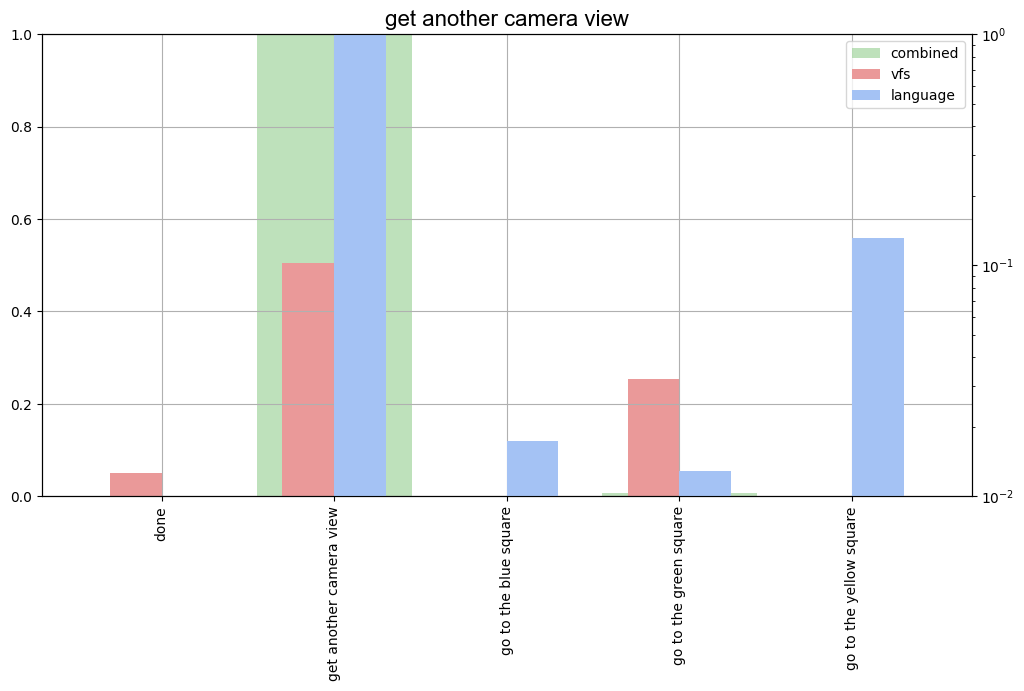 get another camera view
combined
vfs
language
1.0
0.8
0.6
0.4
0.2
0.0
10⁰
10⁻¹
10⁻²
done
get another camera view
go to the blue square
go to the green square
go to the yellow square